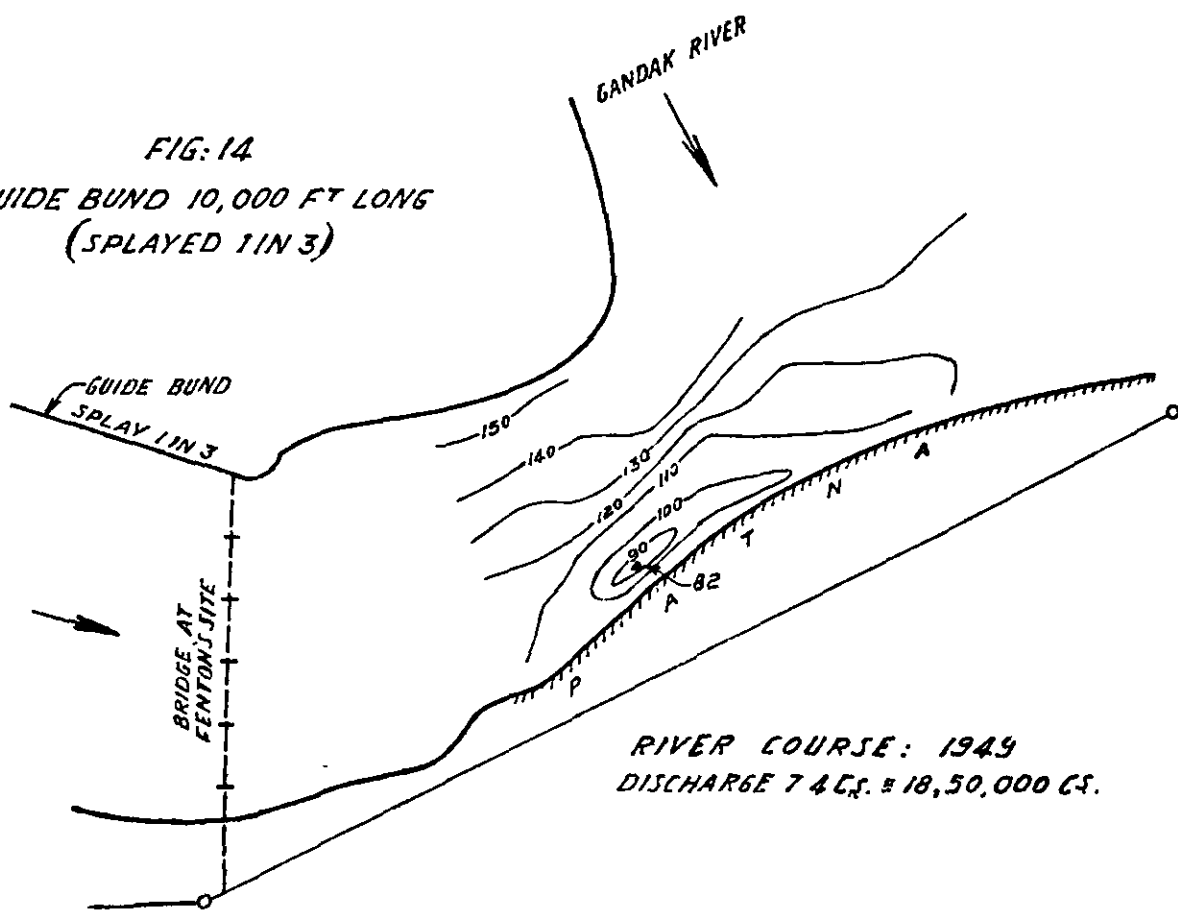 GANDAK RIVER
FIG: 14
UIDE BUND 10,000 FT LONG
(SPLAYED 1 IN 3)
GUIDE BUND
SPLAY 1 IN 3
150
140
130
120
110
100
90
82
BRIDGE AT
FENTON'S SITE
P A T N A
RIVER COURSE: 1949
DISCHARGE 7 4 CS. ≡ 18,50,000 CS.